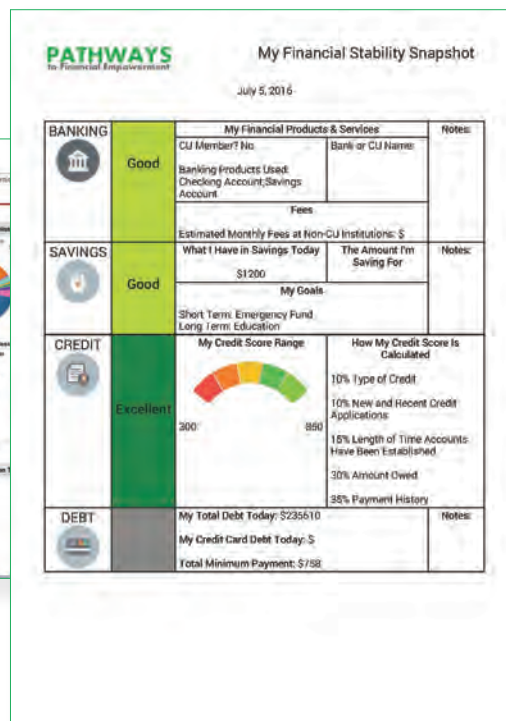 PATHWAYS
to Financial Empowerment
My Financial Stability Snapshot
July 5, 2016
BANKING
Good
My Financial Products & Services
Notes:
CU Member? No
Bank or CU Name:
Banking Products Used:
Checking Account;Savings
Account
Fees
Estimated Monthly Fees at Non-CU Institutions: $
SAVINGS
Good
What I Have in Savings Today
The Amount I'm
Saving For
Notes:
$1200
My Goals
Short Term: Emergency Fund
Long Term: Education
CREDIT
Excellent
My Credit Score Range
300
850
How My Credit Score Is
Calculated
10% Type of Credit
10% New and Recent Credit
Applications
15% Length of Time Accounts
Have Been Established
30% Amount Owed
35% Payment History
DEBT
My Total Debt Today: $235610
Notes:
My Credit Card Debt Today: $
Total Minimum Payment: $758